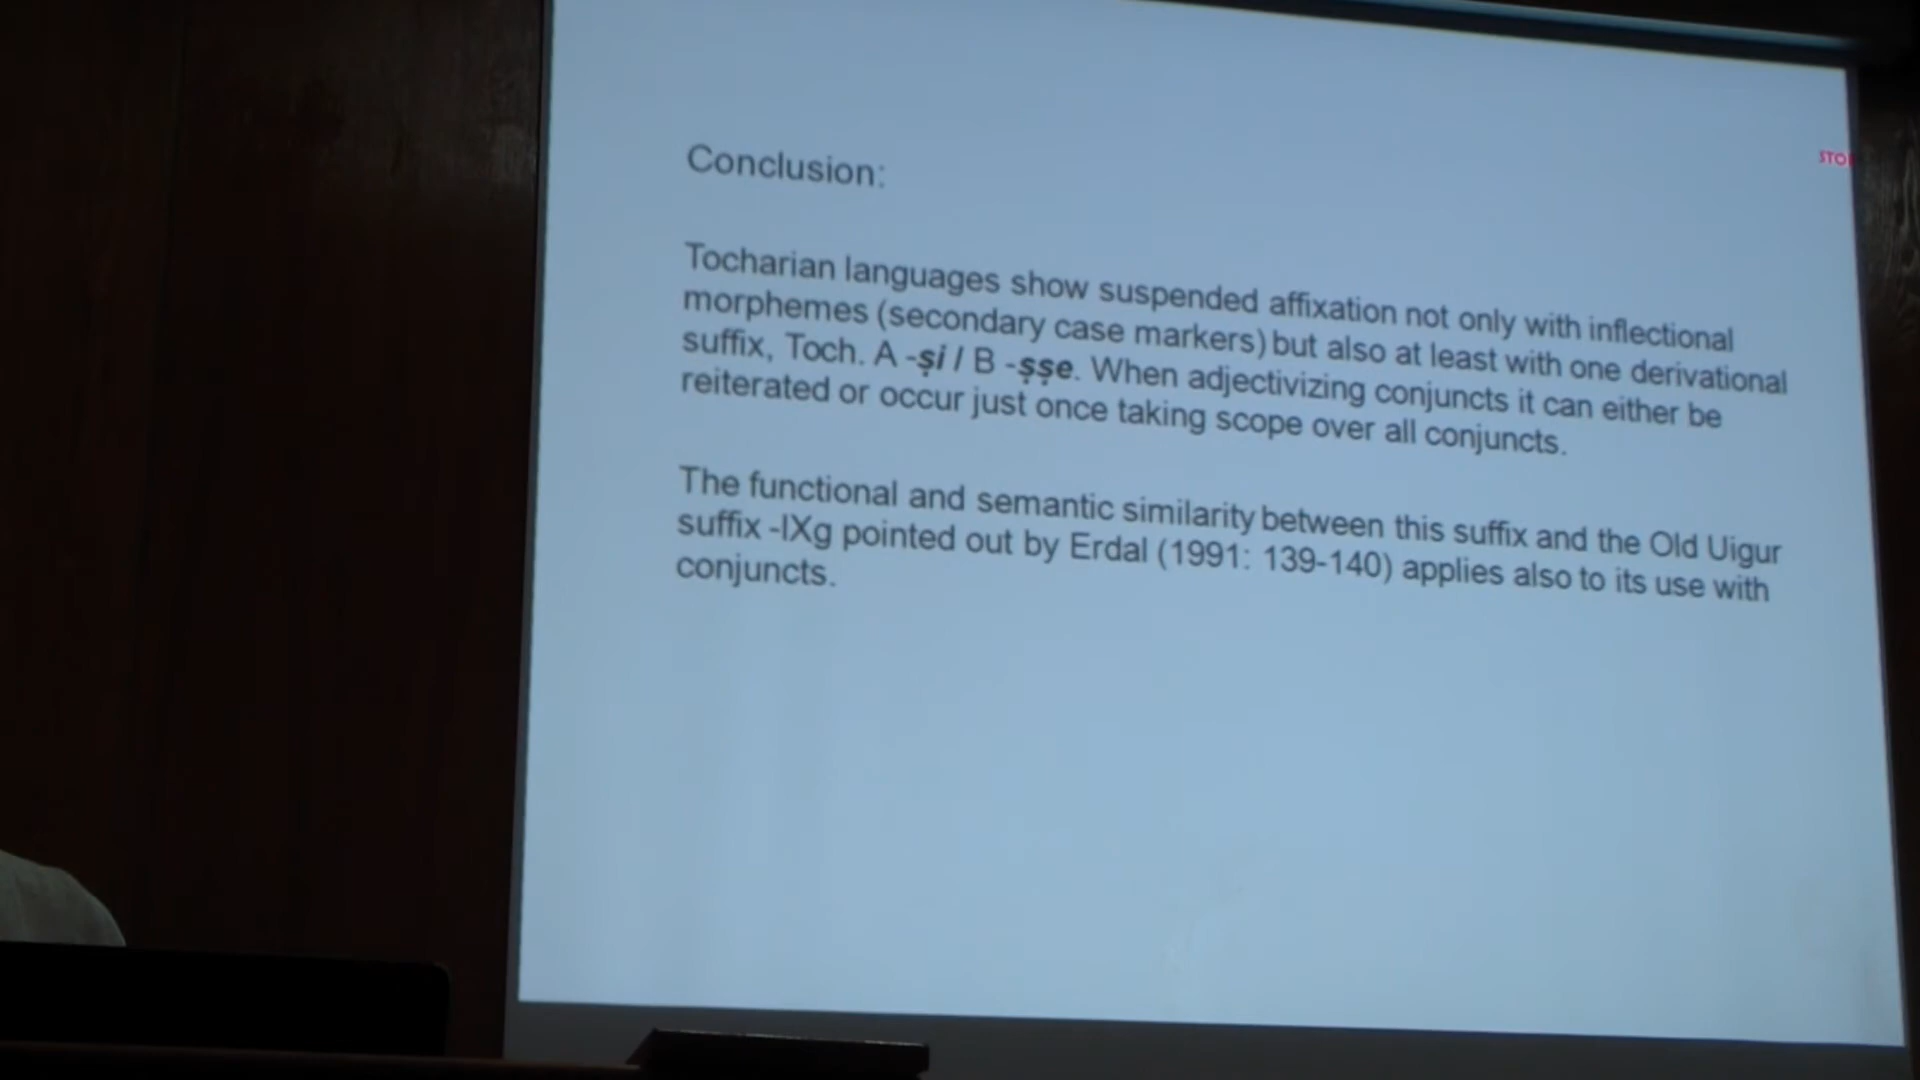 Conclusion:
STO
Tocharian languages show suspended affixation not only with inflectional
morphemes (secondary case markers) but also at least with one derivational
suffix, Toch. A -ṣi / B -ṣṣe. When adjectivizing conjuncts it can either be
reiterated or occur just once taking scope over all conjuncts.
The functional and semantic similarity between this suffix and the Old Uigur
suffix -lXg pointed out by Erdal (1991: 139-140) applies also to its use with
conjuncts.